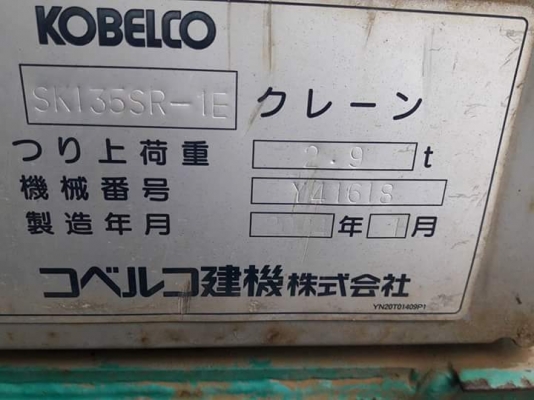 KOBELCO
SK135SR-1E クレーン
つり上荷重 2.9 t
機械番号 Y41618
製造年月 年 月
コベルコ建機株式会社
YN20T01409P1